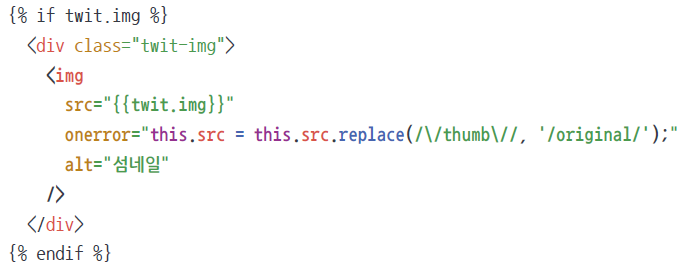 {% if twit.img %}
<div class="twit-img">
<img
src="{{twit.img}}"
onerror="this.src = this.src.replace(/\/thumb\//, '/original/');"
alt="섬네일"
/>
</div>
{% endif %}